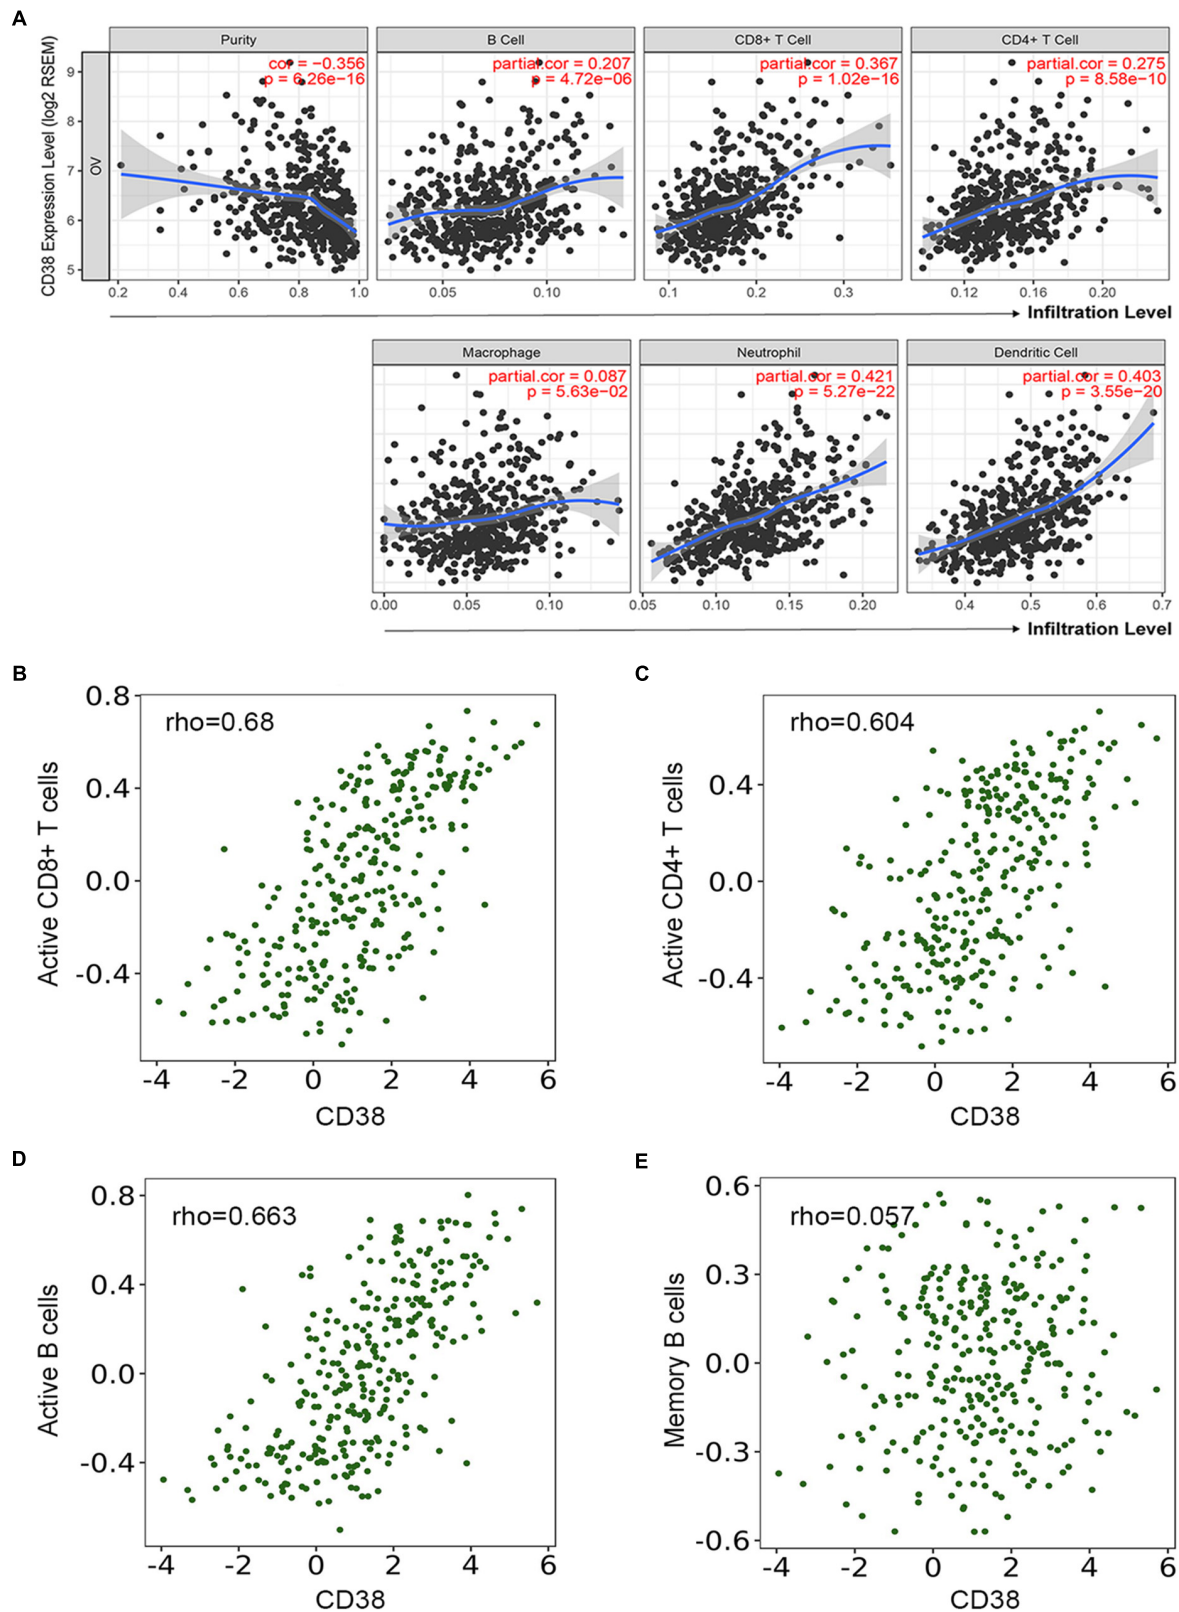 A
Purity
B Cell
CD8+ T Cell
CD4+ T Cell
cor = −0.356
p = 6.26e−16
partial.cor = 0.207
p = 4.72e−06
partial.cor = 0.367
p = 1.02e−16
partial.cor = 0.275
p = 8.58e−10
CD38 Expression Level (log2 RSEM)
OV
9
8
7
6
5
0.2 0.4 0.6 0.8 1.0
0.05 0.10
0.1 0.2 0.3
0.12 0.16 0.20
Infiltration Level
Macrophage
Neutrophil
Dendritic Cell
partial.cor = 0.087
p = 5.63e−02
partial.cor = 0.421
p = 5.27e−22
partial.cor = 0.403
p = 3.55e−20
0.00 0.05 0.10
0.05 0.10 0.15 0.20
0.4 0.5 0.6 0.7
Infiltration Level
B
rho=0.68
Active CD8+ T cells
0.8
0.4
0.0
-0.4
-4 -2 0 2 4 6
CD38
C
rho=0.604
Active CD4+ T cells
0.4
0.0
-0.4
-4 -2 0 2 4 6
CD38
D
rho=0.663
Active B cells
0.8
0.4
0.0
-0.4
-4 -2 0 2 4 6
CD38
E
rho=0.057
Memory B cells
0.6
0.3
0.0
-0.3
-0.6
-4 -2 0 2 4 6
CD38